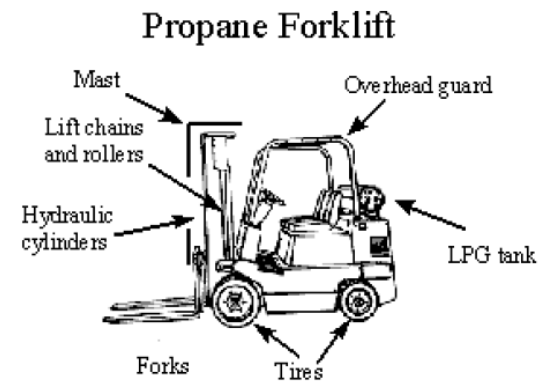 Propane Forklift
Mast
Overhead guard
Lift chains
and rollers
Hydraulic
cylinders
LPG tank
Forks
Tires